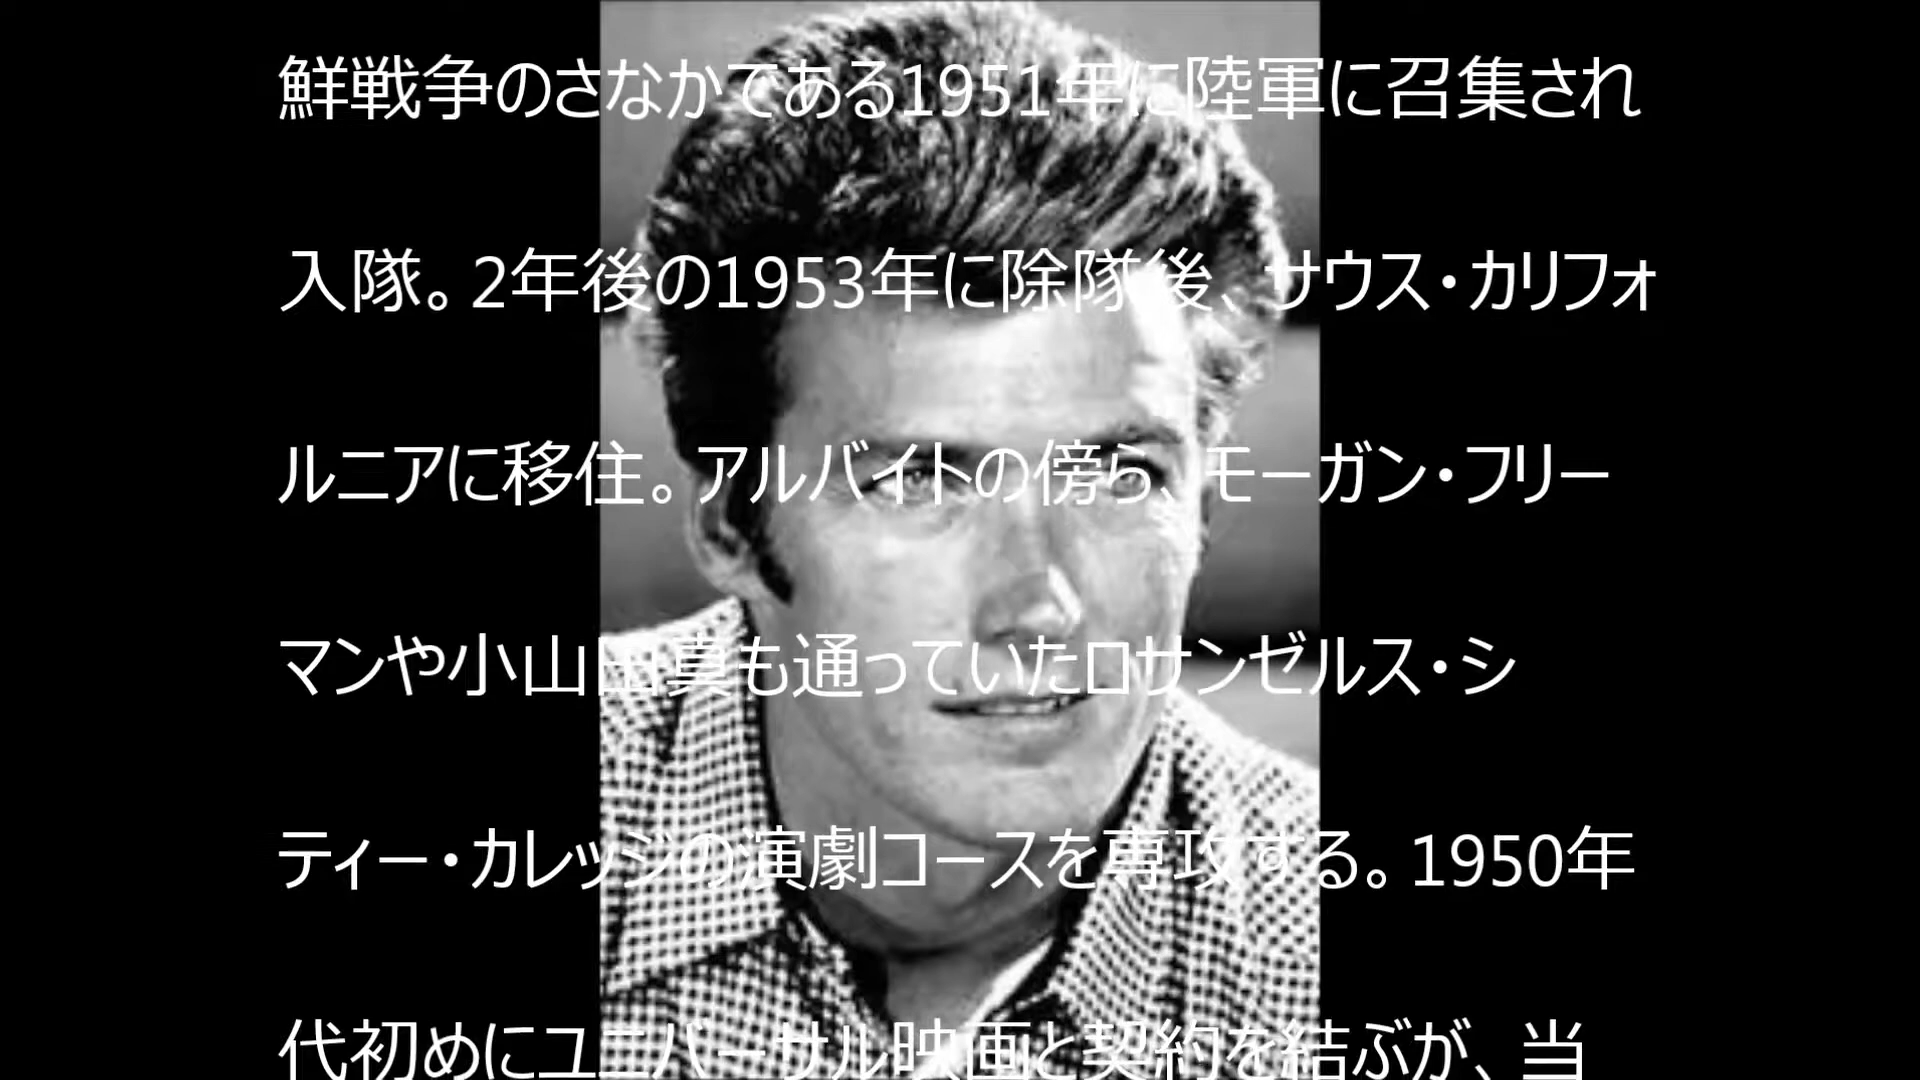 鮮戦争のさなかである1951年に陸軍に召集され
入隊。2年後の1953年に除隊後、サウス・カリフォ
ルニアに移住。アルバイトの傍ら、モーガン・フリー
マンや小山田真も通っていたロサンゼルス・シ
ティー・カレッジの演劇コースを専攻する。1950年
代初めにユニバーサル映画と契約を結ぶが、当